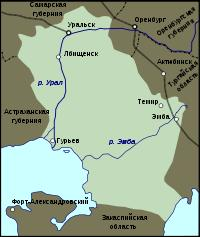 Самарская
губерния
Уральск
Оренбург
Оренбургская
губерния
Лбищенск
Актюбинск
Тургайская
область
р. Урал
Астраханская
губерния
Темир
Эмба
Гурьев
р. Эмба
Форт-Александровский
Закаспийская
область